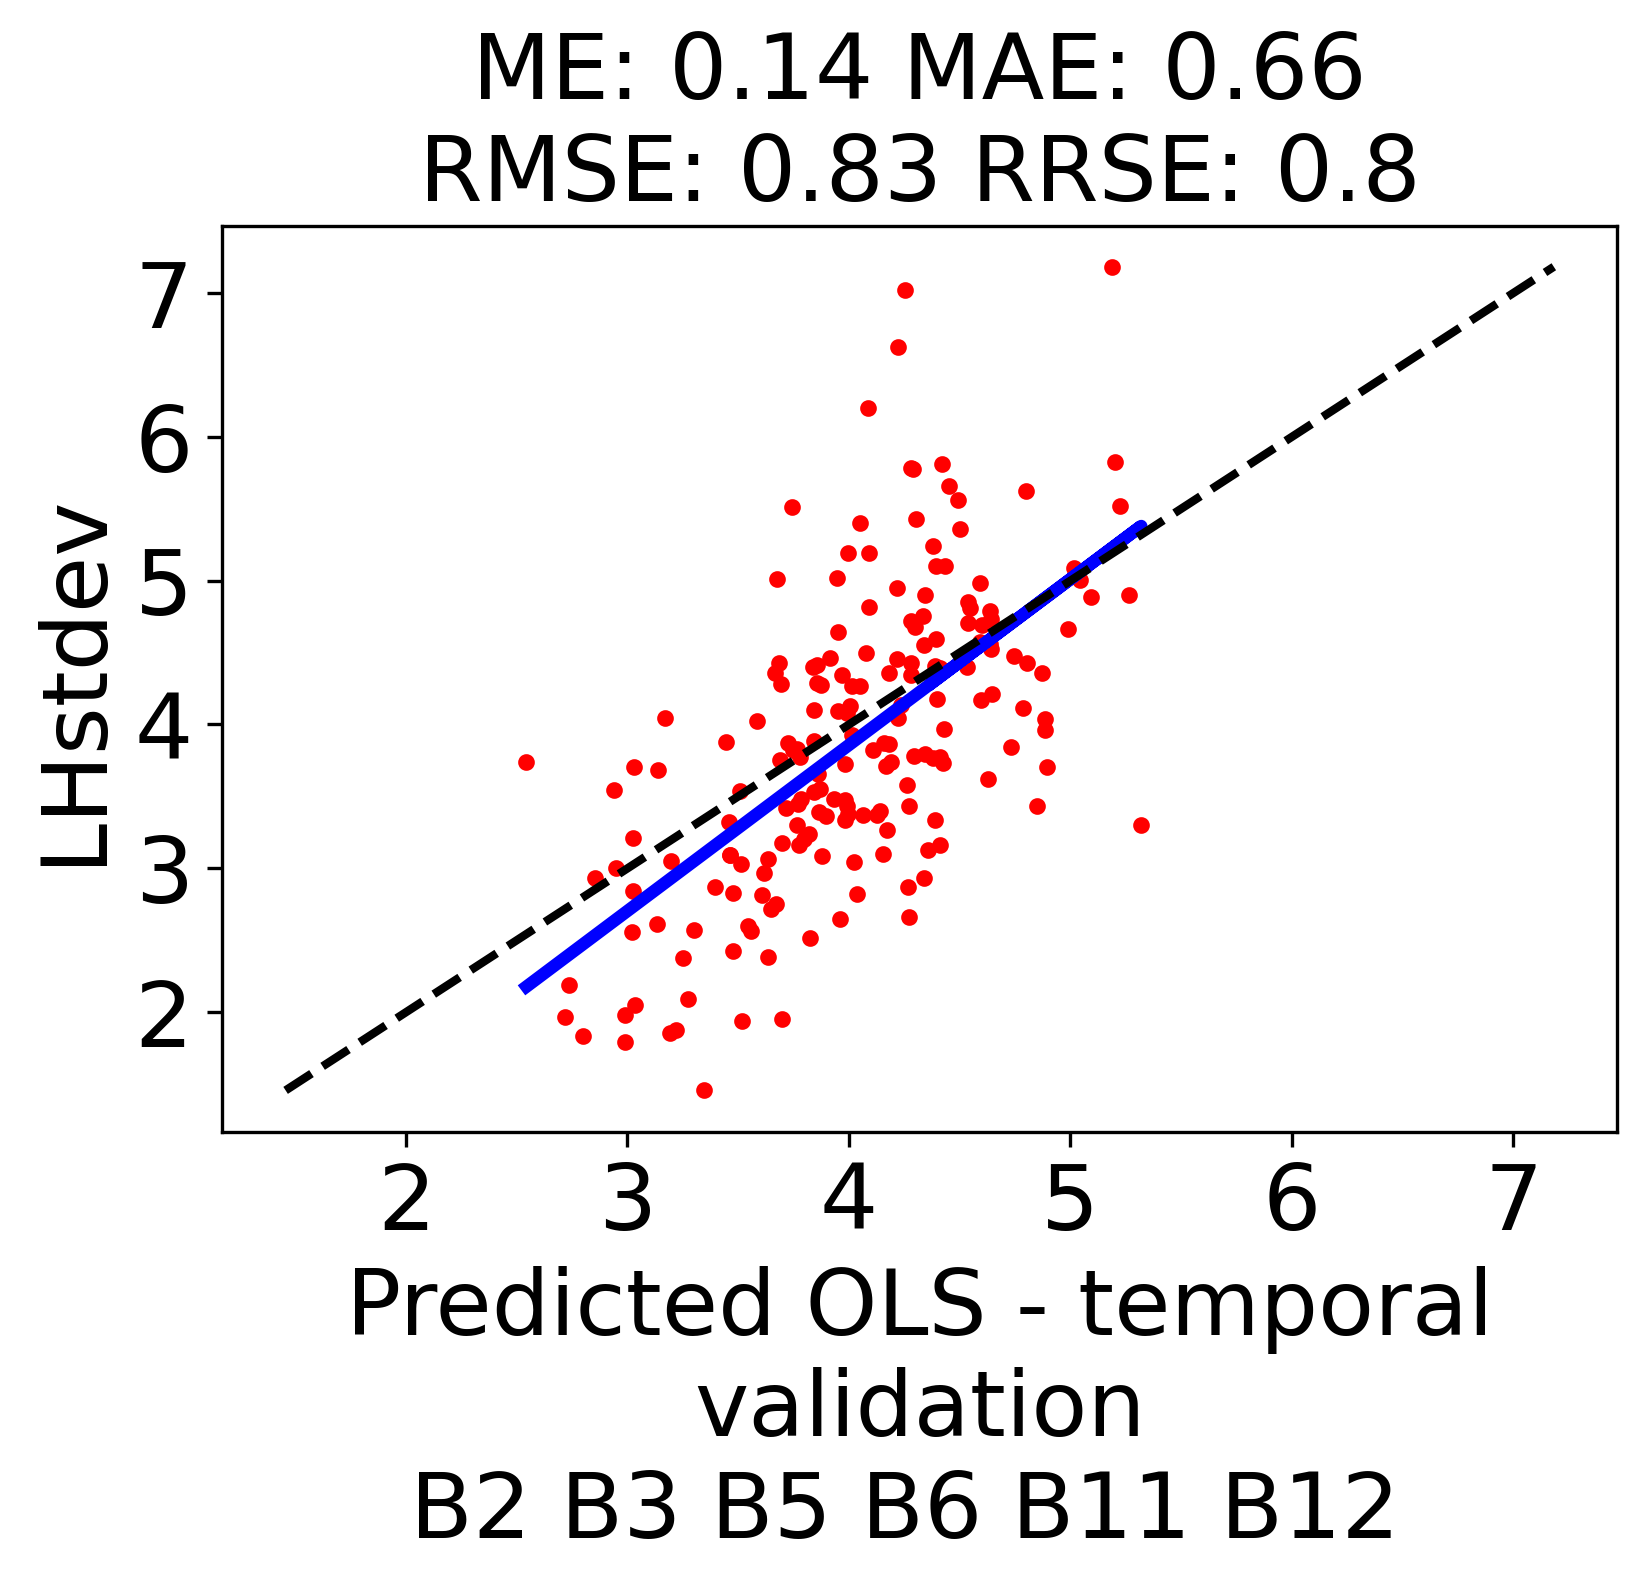 ME: 0.14 MAE: 0.66
RMSE: 0.83 RRSE: 0.8
LHstdev
7
6
5
4
3
2
2 3 4 5 6 7
Predicted OLS - temporal
validation
B2 B3 B5 B6 B11 B12